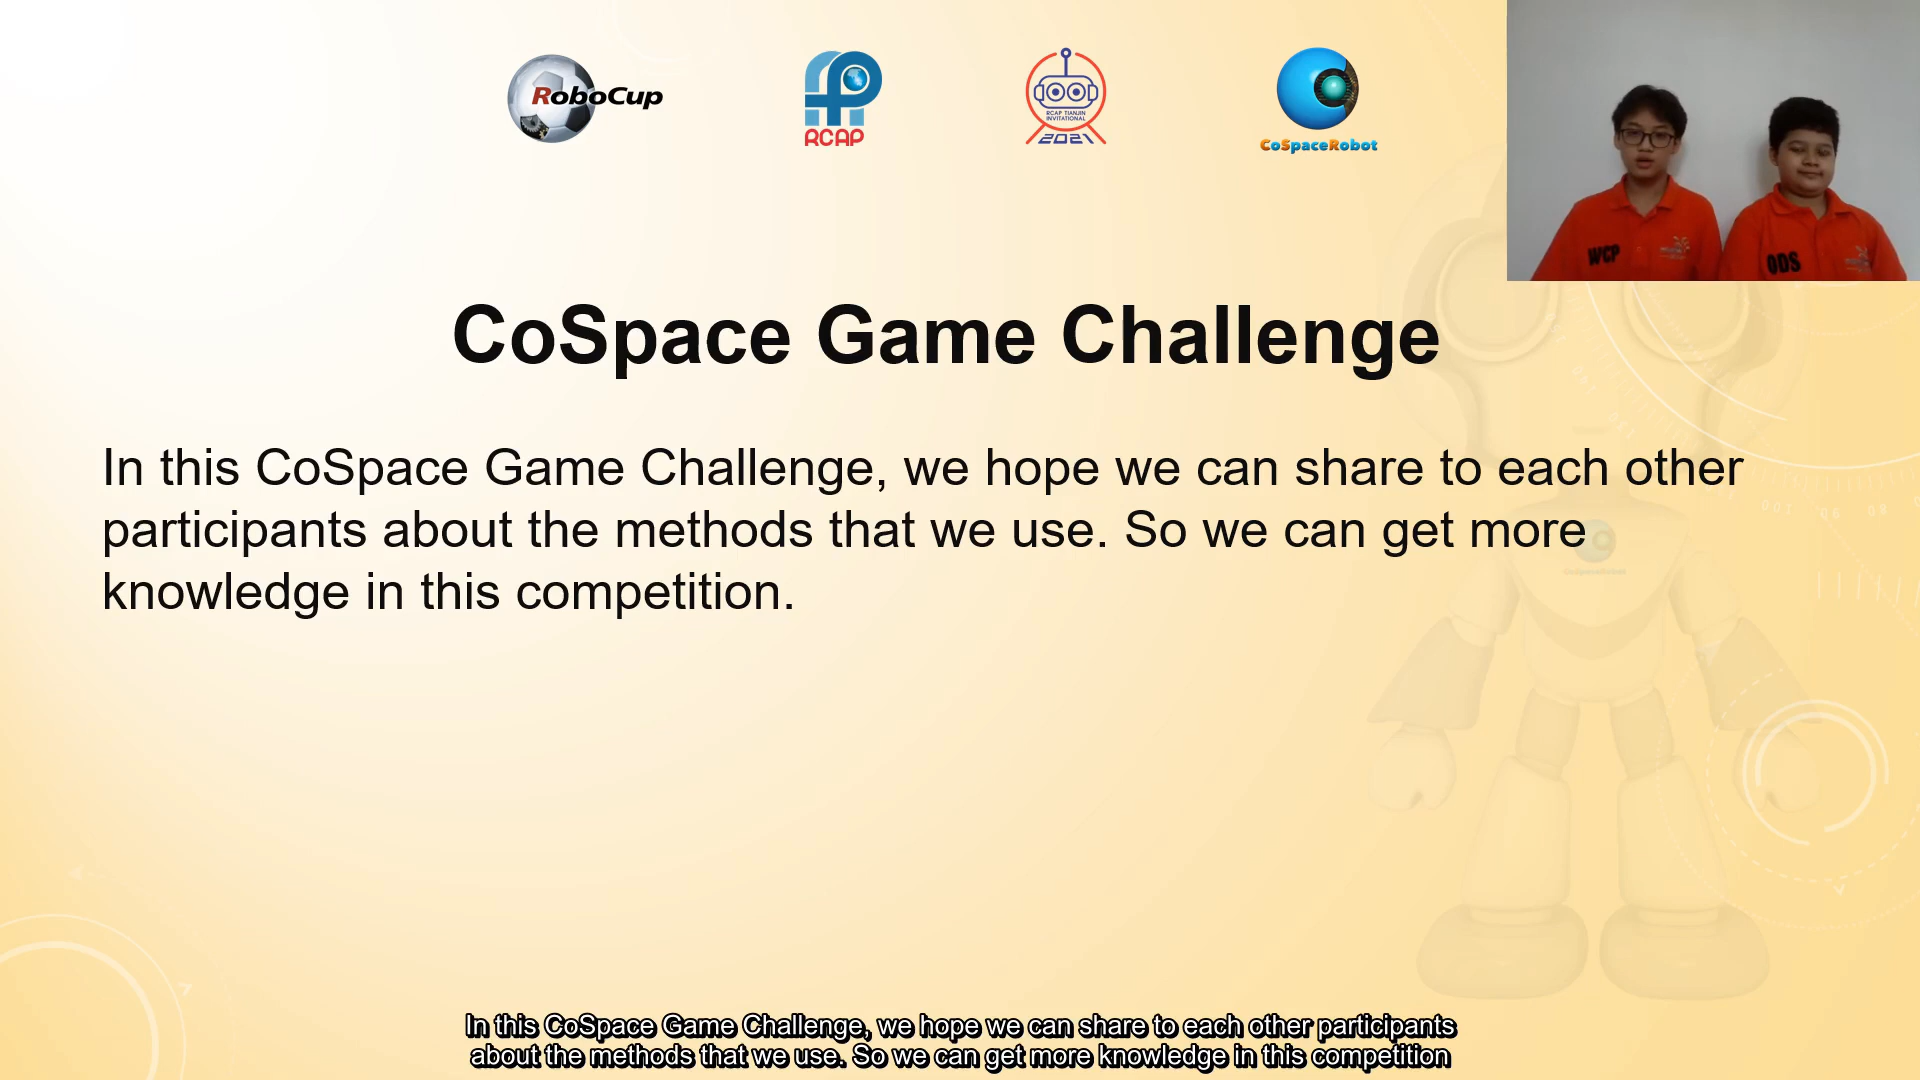 RoboCup
RCAP
RCAP TIANJIN
INVITATIONAL
2021
CoSpaceRobot
WCP
ODS
CoSpace Game Challenge
In this CoSpace Game Challenge, we hope we can share to each other
participants about the methods that we use. So we can get more
knowledge in this competition.
In this CoSpace Game Challenge, we hope we can share to each other participants
about the methods that we use. So we can get more knowledge in this competition